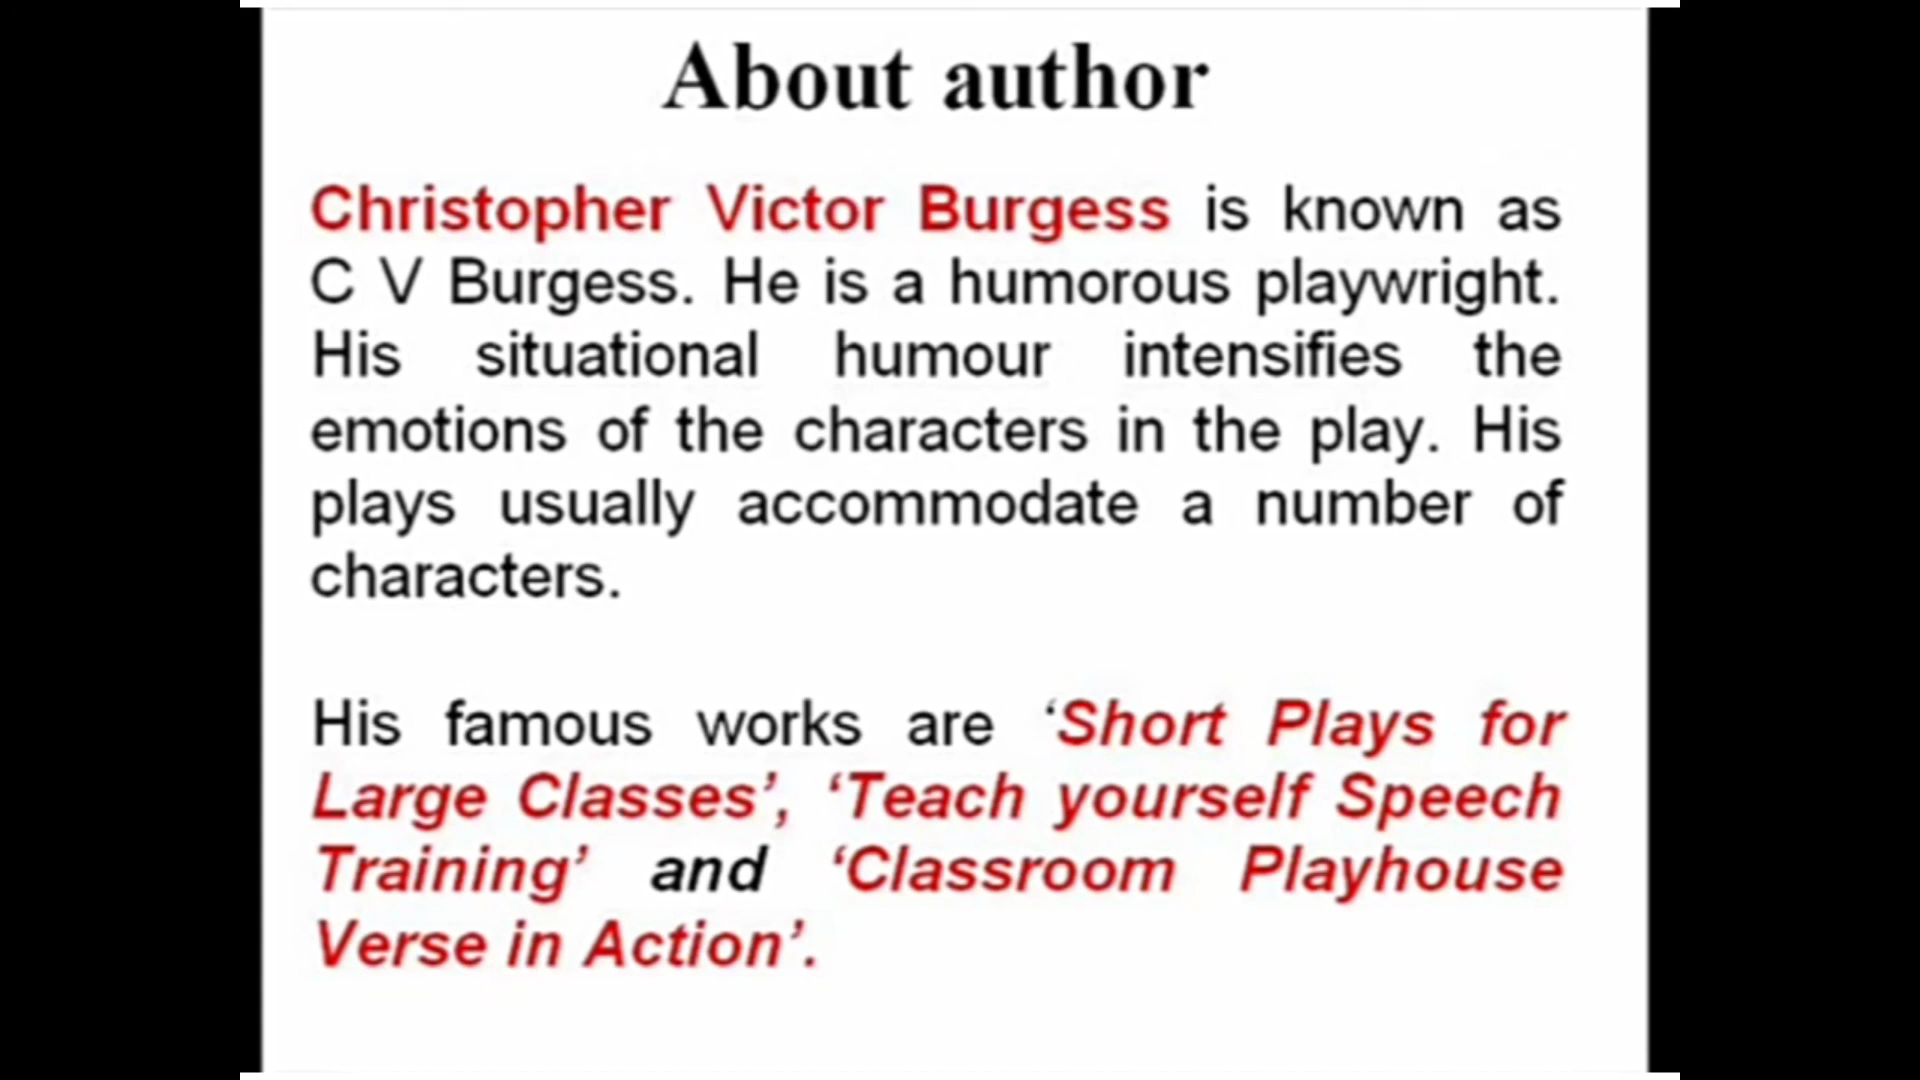 About author
Christopher Victor Burgess is known as
C V Burgess. He is a humorous playwright.
His situational humour intensifies the
emotions of the characters in the play. His
plays usually accommodate a number of
characters.
His famous works are ‘Short Plays for
Large Classes’, ‘Teach yourself Speech
Training’ and ‘Classroom Playhouse
Verse in Action’.